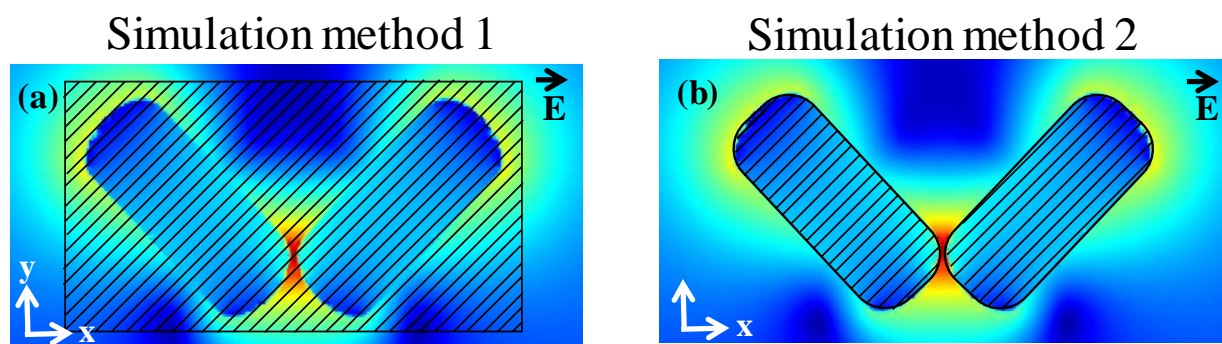 Simulation method 1
Simulation method 2
(a)
E
(b)
E
y
x
x